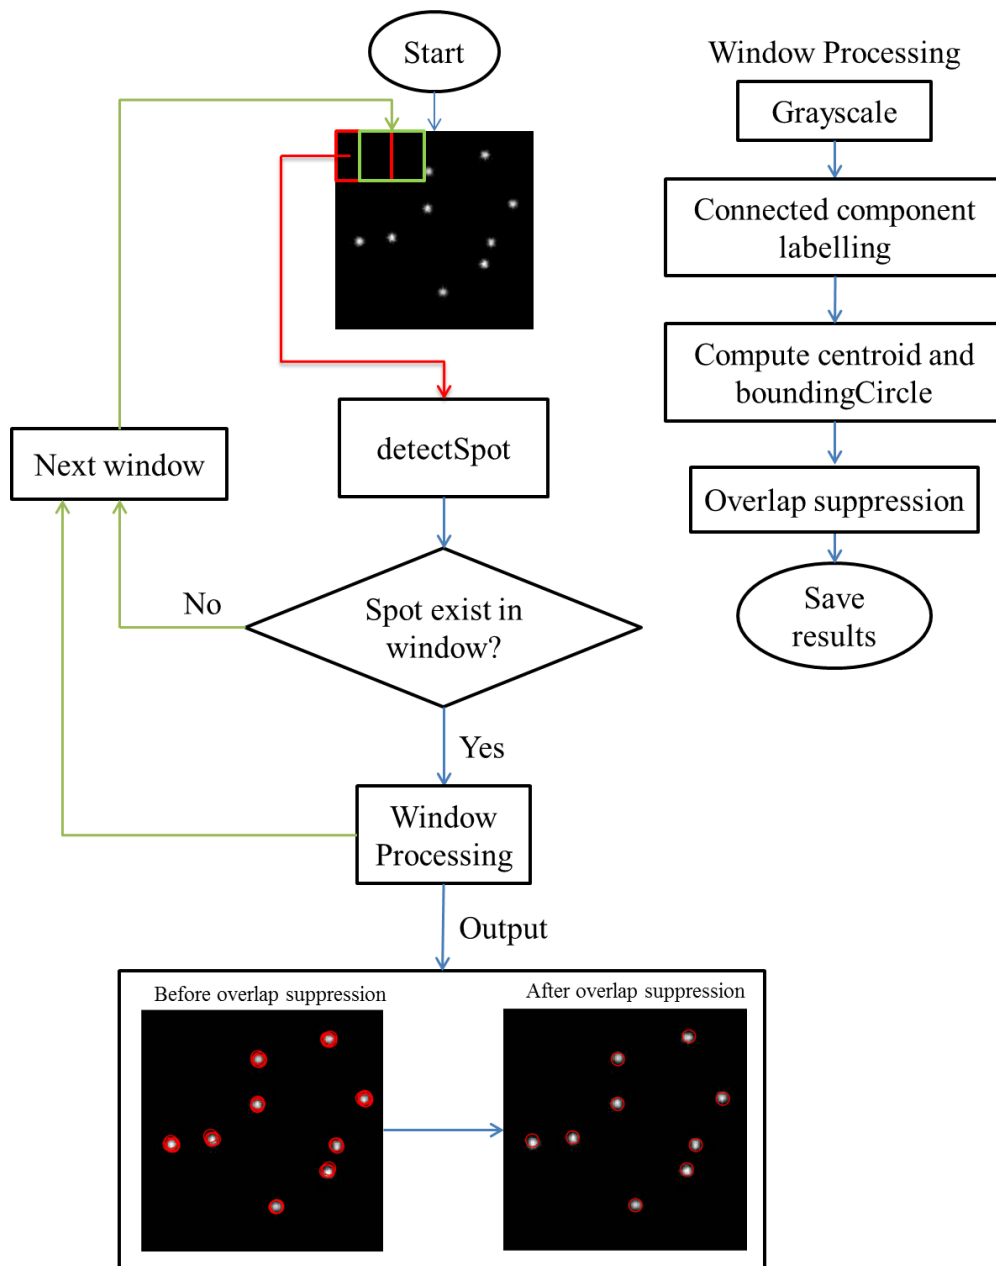 Start
detectSpot
Next window
Spot exist in
window?
No
Yes
Window
Processing
Output
Before overlap suppression
After overlap suppression
Window Processing
Grayscale
Connected component
labelling
Compute centroid and
boundingCircle
Overlap suppression
Save
results